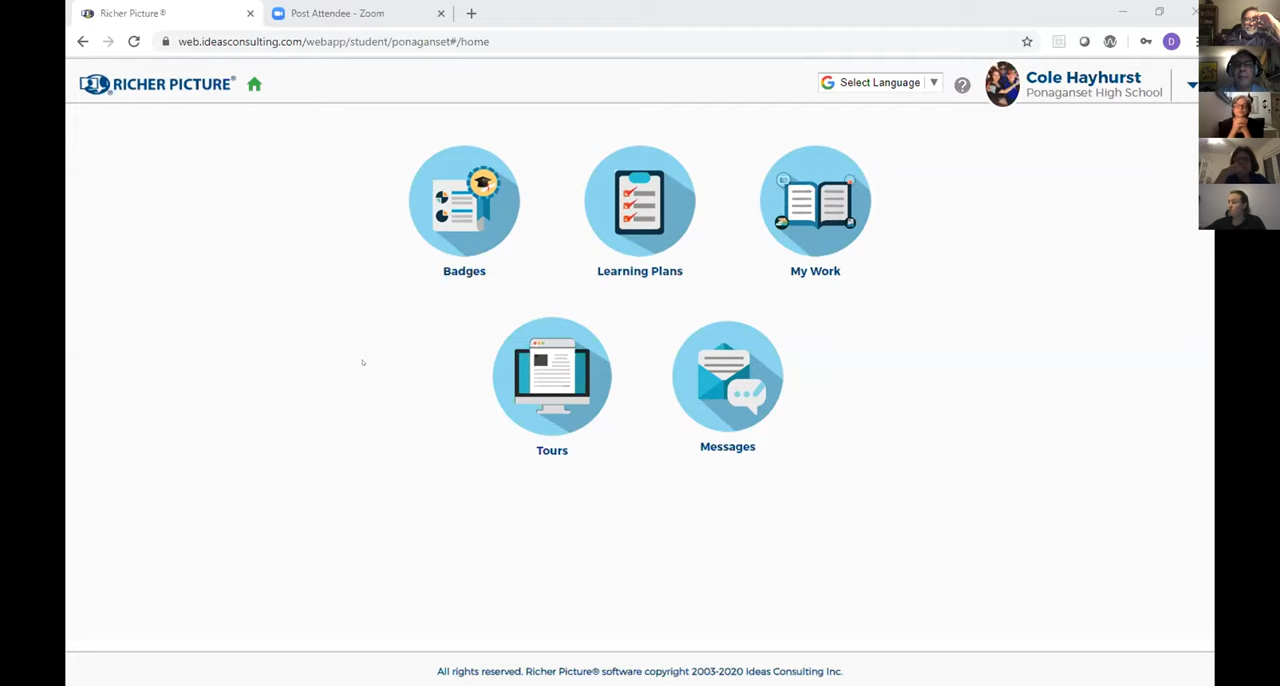 Richer Picture ®
Post Attendee - Zoom
web.ideasconsulting.com/webapp/student/ponaganset#/home
D
RICHER PICTURE®
Select Language
Cole Hayhurst
Ponaganset High School
Badges
Learning Plans
My Work
Tours
Messages
All rights reserved. Richer Picture® software copyright 2003-2020 Ideas Consulting Inc.